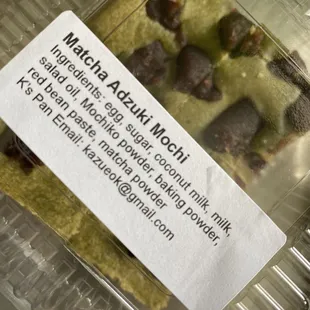 Matcha Adzuki Mochi
Ingredients: egg, sugar, coconut milk, milk,
salad oil, Mochiko powder, baking powder,
red bean paste, matcha powder
K's Pan Email: kazueok@gmail.com